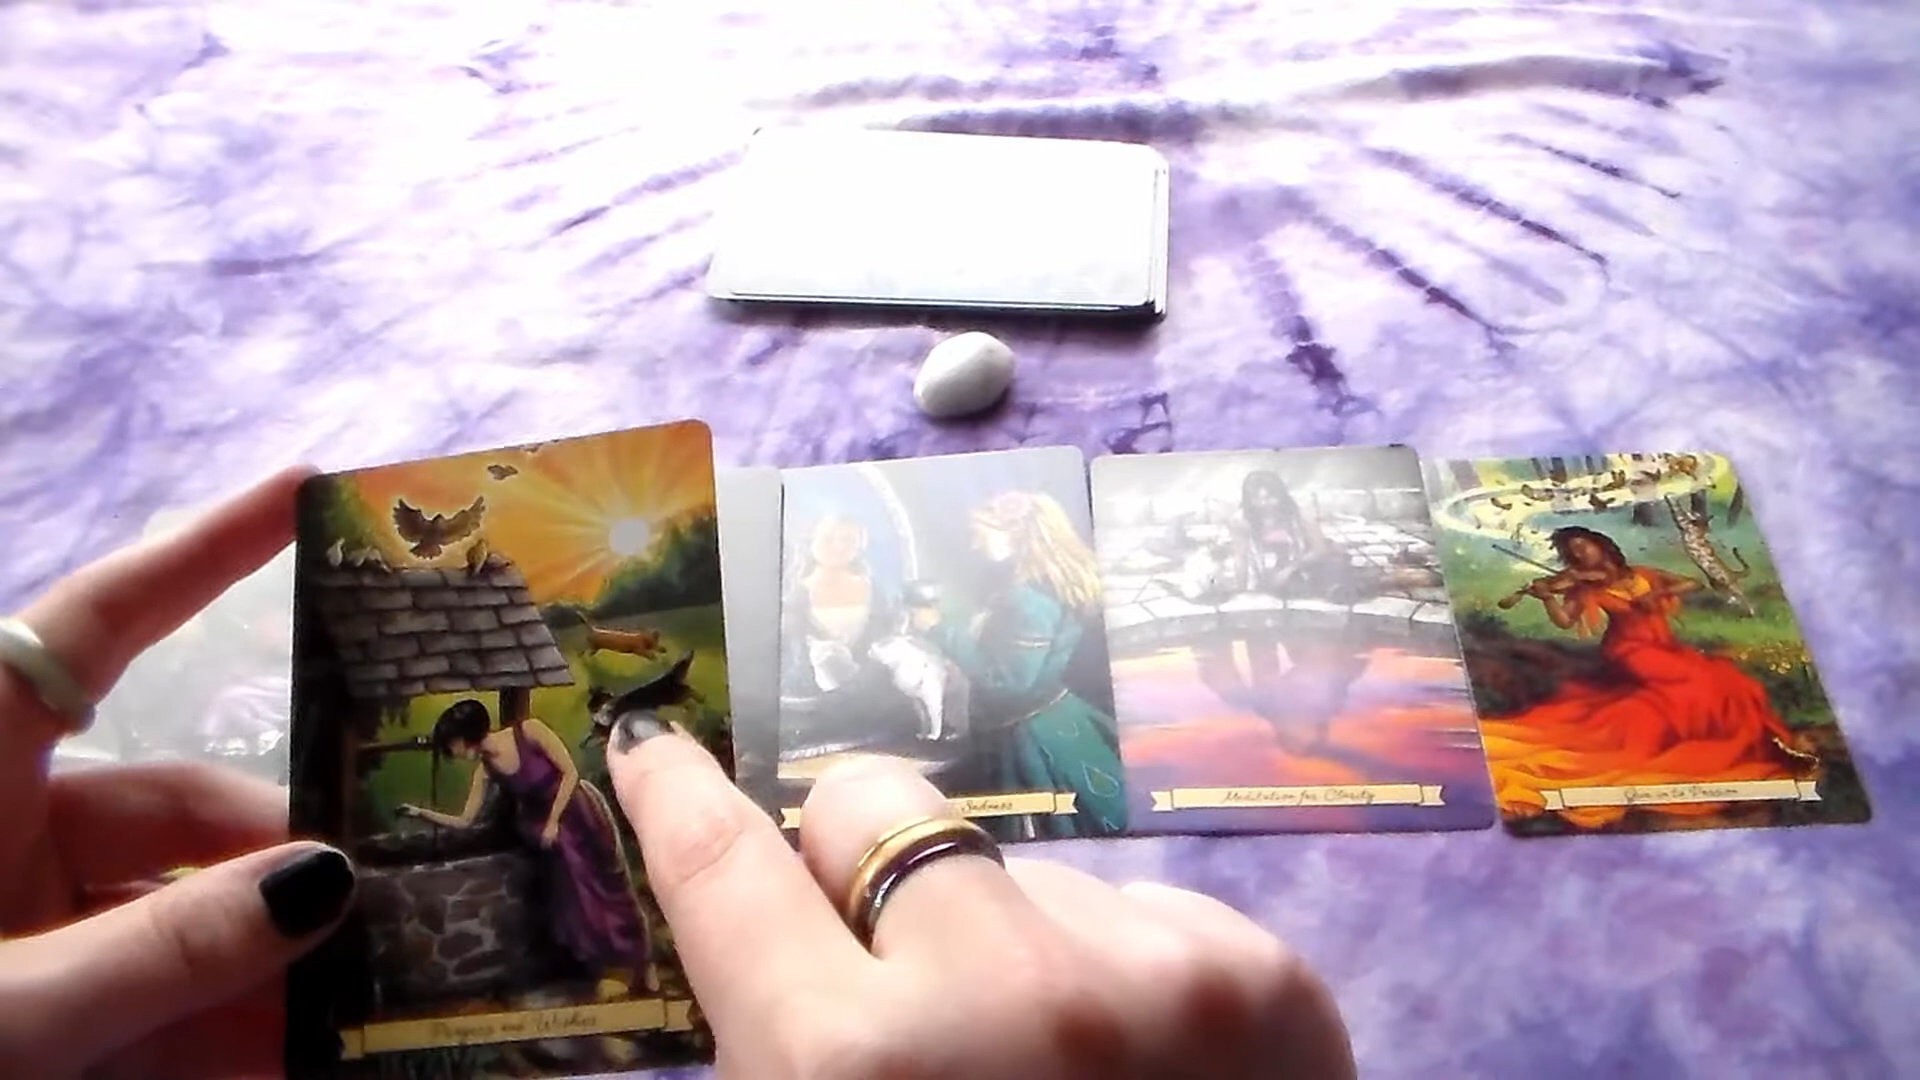 Prayers and Wishes
Sadness
Meditation for Clarity
Give in to Passion